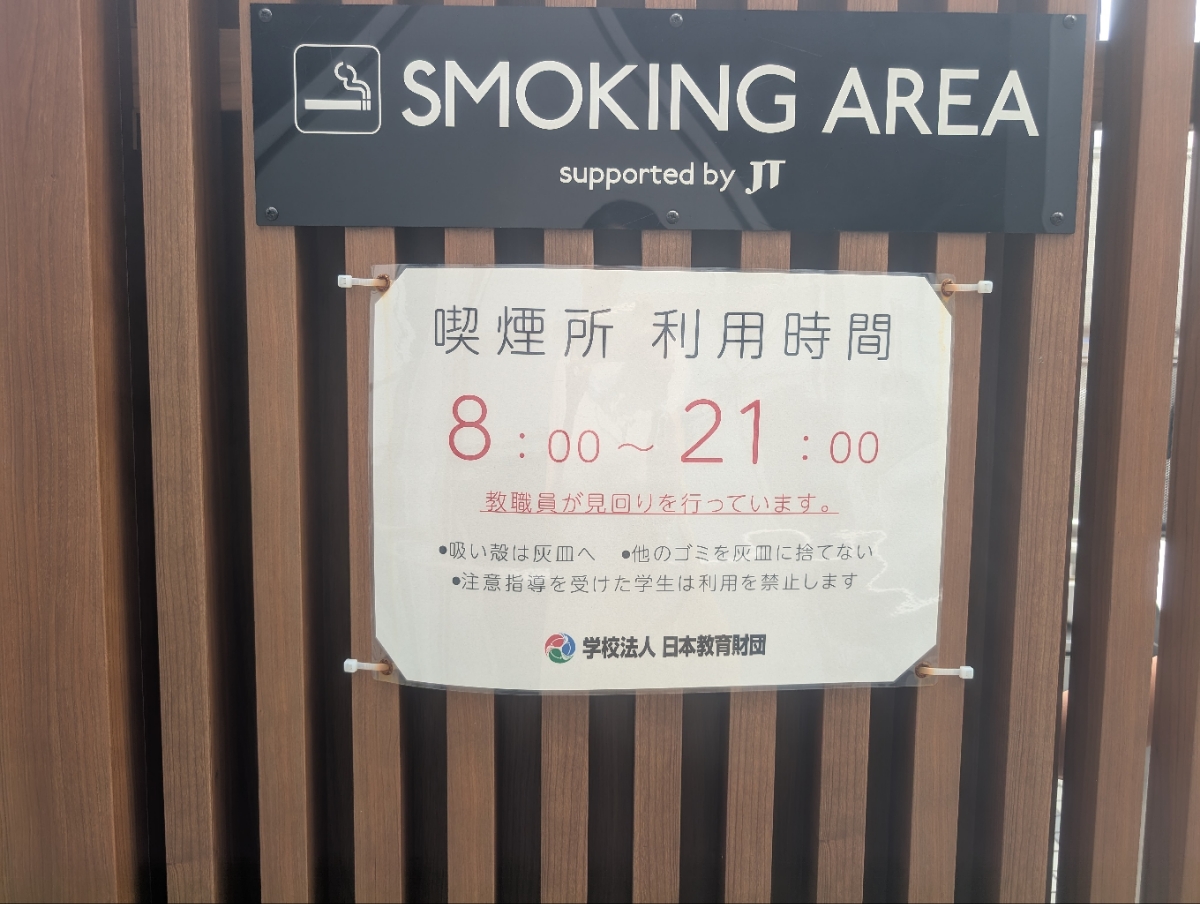 SMOKING AREA
supported by JT
喫煙所 利用時間
8:00～21:00
教職員が見回りを行っています。
●吸い殻は灰皿へ ●他のゴミを灰皿に捨てない
●注意指導を受けた学生は利用を禁止します
学校法人 日本教育財団